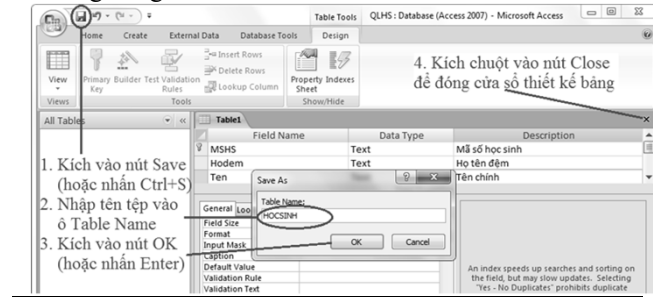 Table Tools QLHS : Database (Access 2007) - Microsoft Access
Home Create External Data Database Tools Design
View
Primary Key
Builder
Test Validation Rules
Insert Rows
Delete Rows
Lookup Column
Property Sheet
Indexes
Views Tools Show/Hide
4. Kích chuột vào nút Close
để đóng cửa sổ thiết kế bảng
All Tables
Table1
Field Name Data Type Description
MSHS Text Mã số học sinh
Hodem Text Họ tên đệm
Ten Tên chính
1. Kích vào nút Save
(hoặc nhấn Ctrl+S)
2. Nhập tên tệp vào
ô Table Name
3. Kích vào nút OK
(hoặc nhấn Enter)
Save As
Table Name:
HOCSINH
OK Cancel
General Loo
Field Size
Format
Input Mask
Caption
Default Value
Validation Rule
Validation Text
An index speeds up searches and sorting on
the field, but may slow updates. Selecting
"Yes - No Duplicates" prohibits duplicate